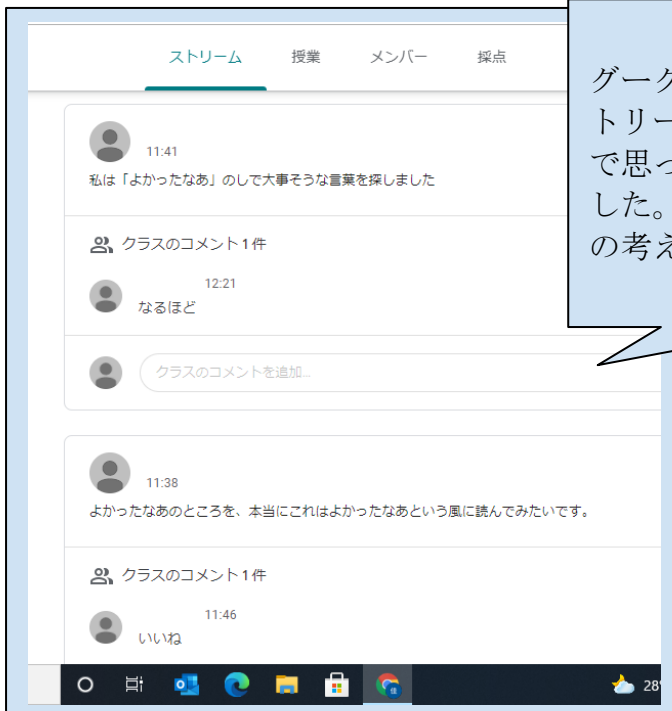 ストリーム 授業 メンバー 採点
11:41
私は「よかったなあ」のしで大事そうな言葉を探しました
クラスのコメント1件
12:21
なるほど
クラスのコメントを追加...
11:38
よかったなあのところを、本当にこれはよかったなあという風に読んでみたいです。
クラスのコメント1件
11:46
いいね
28°
グーク
トリー
で思っ
した。
の考え